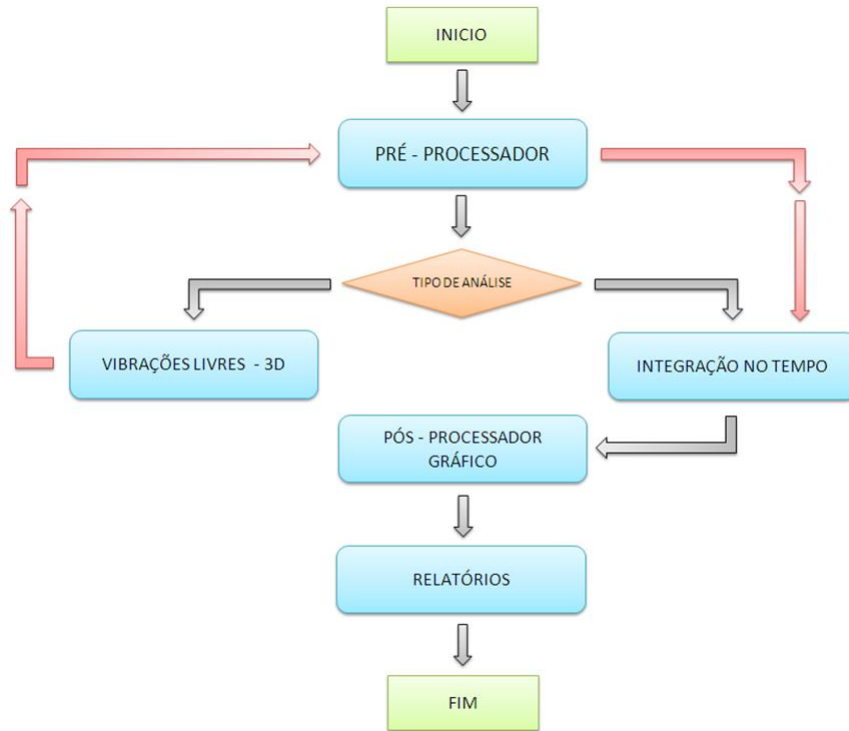 INICIO
PRÉ - PROCESSADOR
TIPO DE ANÁLISE
VIBRAÇÕES LIVRES - 3D
INTEGRAÇÃO NO TEMPO
PÓS - PROCESSADOR
GRÁFICO
RELATÓRIOS
FIM